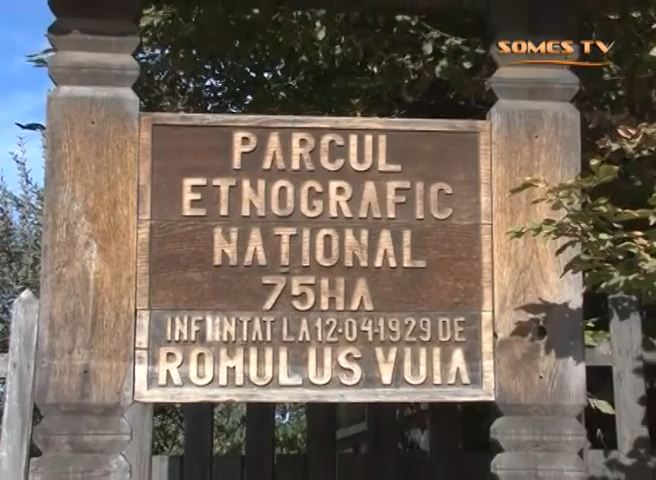 SOMES TV
PARCUL
ETNOGRAFIC
NATIONAL
75HA
INFIINTAT LA 12·04·1929 DE
ROMULUS VUIA